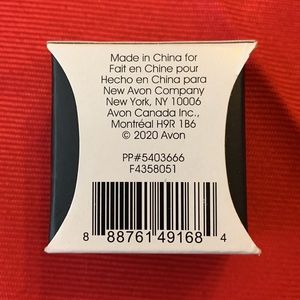 Made in China for
Fait en Chine pour
Hecho en China para
New Avon Company
New York, NY 10006
Avon Canada Inc.,
Montréal H9R 1B6
© 2020 Avon
PP#5403666
F4358051
8 88761 49168 4